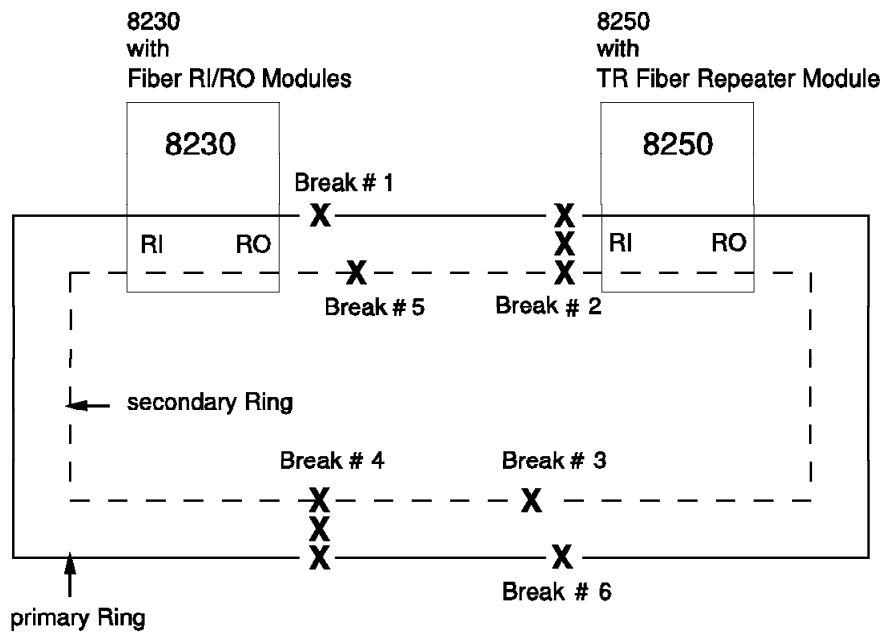 8230
with
Fiber RI/RO Modules
8250
with
TR Fiber Repeater Module
8230
8250
Break # 1
RI RO
RI RO
X
X
X
X
X
Break # 5
Break # 2
secondary Ring
Break # 4
Break # 3
X
X
X
X
X
Break # 6
primary Ring